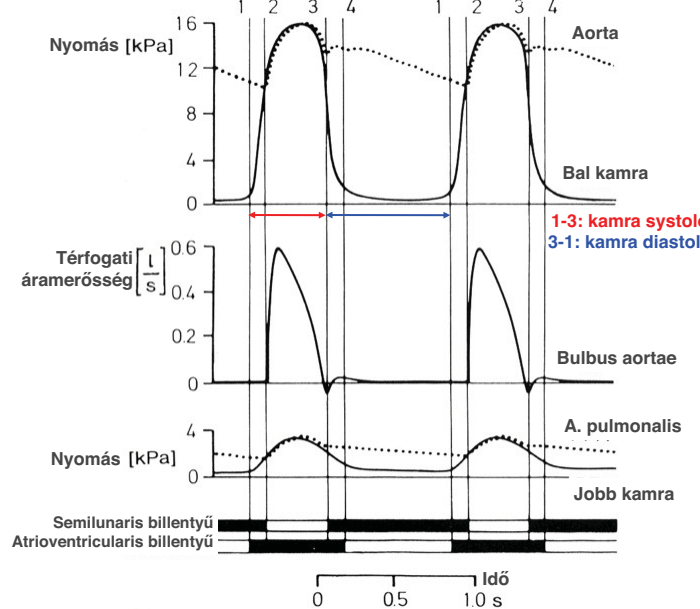 1 2 3 4 1 2 3 4
16
Nyomás [kPa]
12
8
4
0
Aorta
Bal kamra
1-3: kamra systole
3-1: kamra diastol
Térfogati
áramerősség [l/s]
0.6
0.4
0.2
0
Bulbus aortae
4
Nyomás [kPa]
0
A. pulmonalis
Jobb kamra
Semilunaris billentyű
Atrioventricularis billentyű
Idő
0 0.5 1.0 s